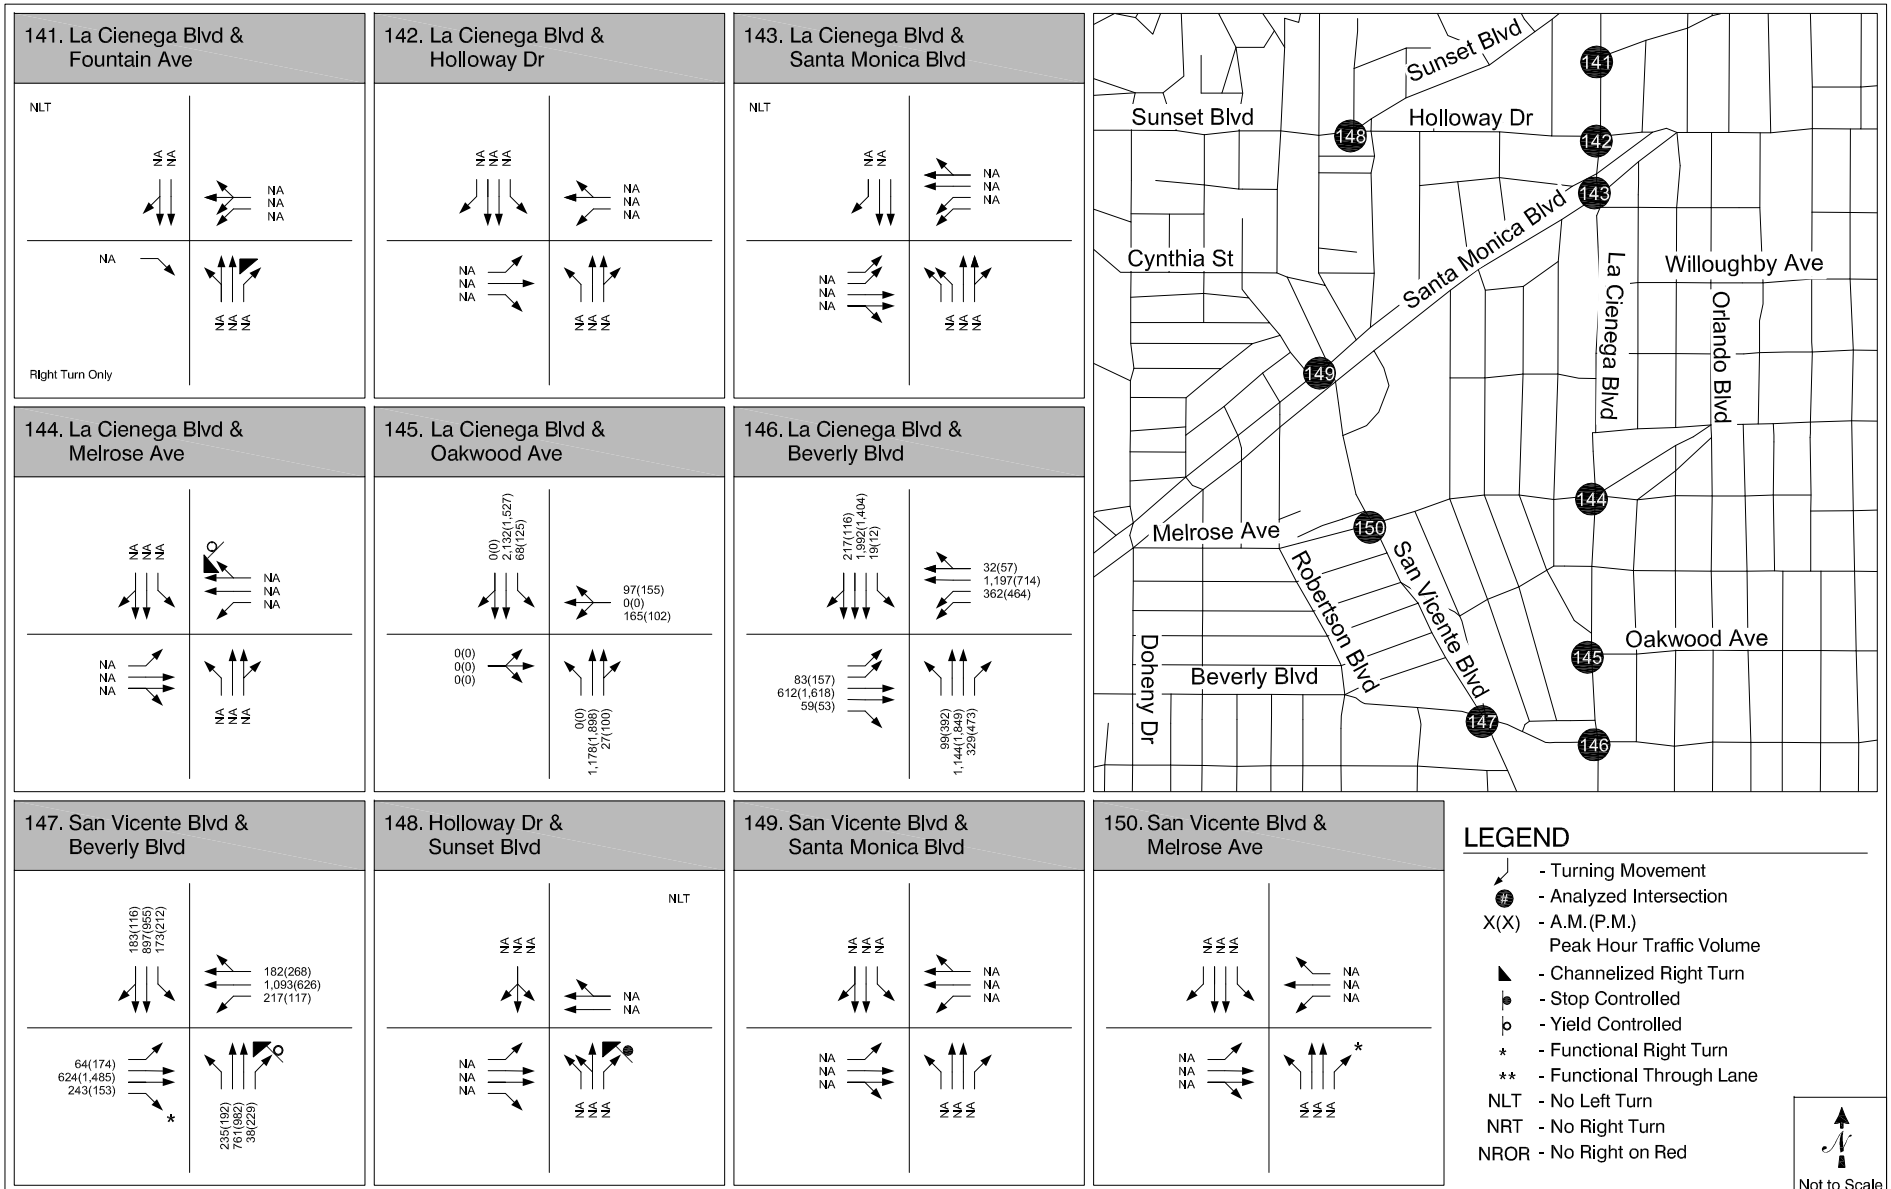 141. La Cienega Blvd &
Fountain Ave
NLT
NA NA
NA
NA
NA
NA
NA NA NA
Right Turn Only
142. La Cienega Blvd &
Holloway Dr
NA NA NA
NA
NA
NA
NA
NA
NA
NA NA NA
143. La Cienega Blvd &
Santa Monica Blvd
NLT
NA NA
NA
NA
NA
NA
NA
NA
NA NA NA
144. La Cienega Blvd &
Melrose Ave
NA NA NA
NA
NA
NA
NA
NA
NA
NA NA NA
145. La Cienega Blvd &
Oakwood Ave
0(0)
2,132(1,527)
68(125)
97(155)
0(0)
165(102)
0(0)
0(0)
0(0)
0(0)
1,178(1,898)
27(100)
146. La Cienega Blvd &
Beverly Blvd
217(116)
1,992(1,404)
19(12)
32(57)
1,197(714)
362(464)
83(157)
612(1,618)
59(53)
99(392)
1,144(1,849)
329(473)
147. San Vicente Blvd &
Beverly Blvd
183(116)
897(955)
173(212)
182(268)
1,093(626)
217(117)
64(174)
624(1,485)
243(153)
*
235(192)
761(982)
38(229)
148. Holloway Dr &
Sunset Blvd
NLT
NA NA NA
NA
NA
NA
NA
NA
NA NA NA
149. San Vicente Blvd &
Santa Monica Blvd
NA NA NA
NA
NA
NA
NA
NA
NA
NA NA NA
150. San Vicente Blvd &
Melrose Ave
NA NA NA
NA
NA
NA
NA
NA
NA
*
NA NA NA
Sunset Blvd
141
Sunset Blvd
148
Holloway Dr
142
143
Santa Monica Blvd
Cynthia St
La Cienega Blvd
Willoughby Ave
Orlando Blvd
149
144
Melrose Ave
150
San Vicente Blvd
Robertson Blvd
Doheny Dr
Oakwood Ave
145
Beverly Blvd
147
146
LEGEND
- Turning Movement
# - Analyzed Intersection
X(X) - A.M.(P.M.)
Peak Hour Traffic Volume
- Channelized Right Turn
- Stop Controlled
- Yield Controlled
* - Functional Right Turn
** - Functional Through Lane
NLT - No Left Turn
NRT - No Right Turn
NROR - No Right on Red
N
Not to Scale